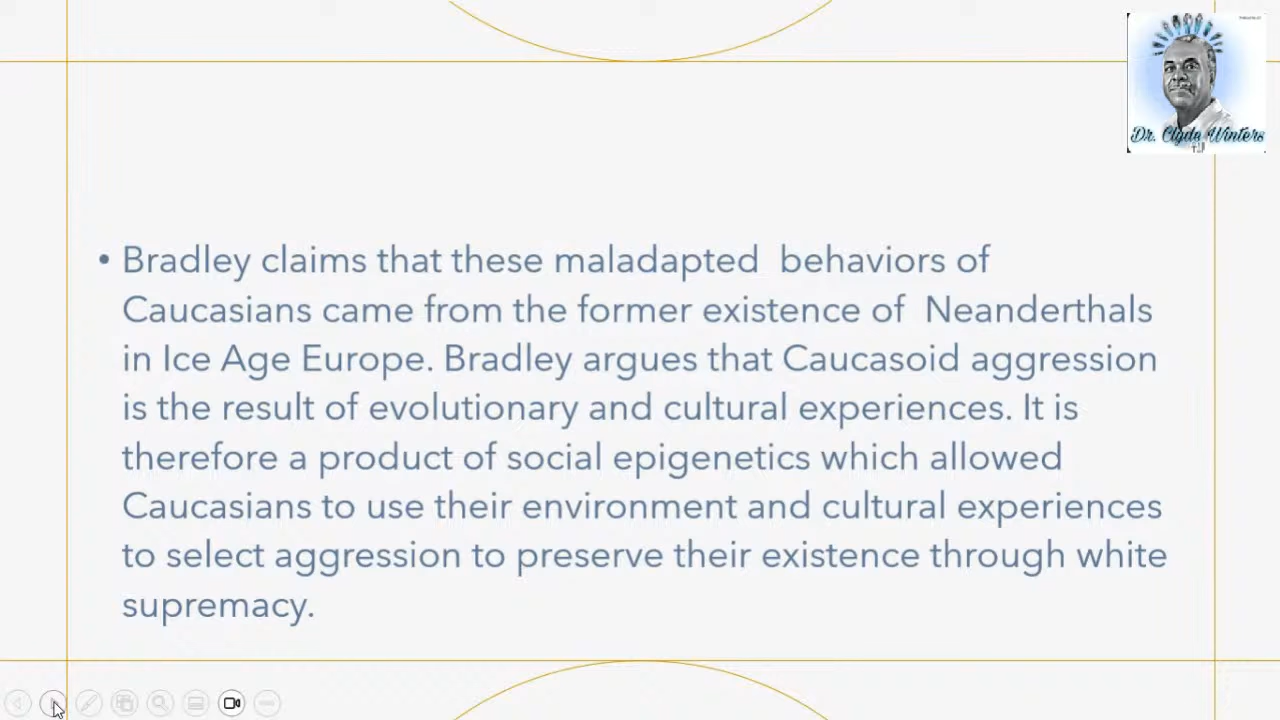 Dr. Clyde Winters
• Bradley claims that these maladapted  behaviors of
Caucasians came from the former existence of  Neanderthals
in Ice Age Europe. Bradley argues that Caucasoid aggression
is the result of evolutionary and cultural experiences. It is
therefore a product of social epigenetics which allowed
Caucasians to use their environment and cultural experiences
to select aggression to preserve their existence through white
supremacy.